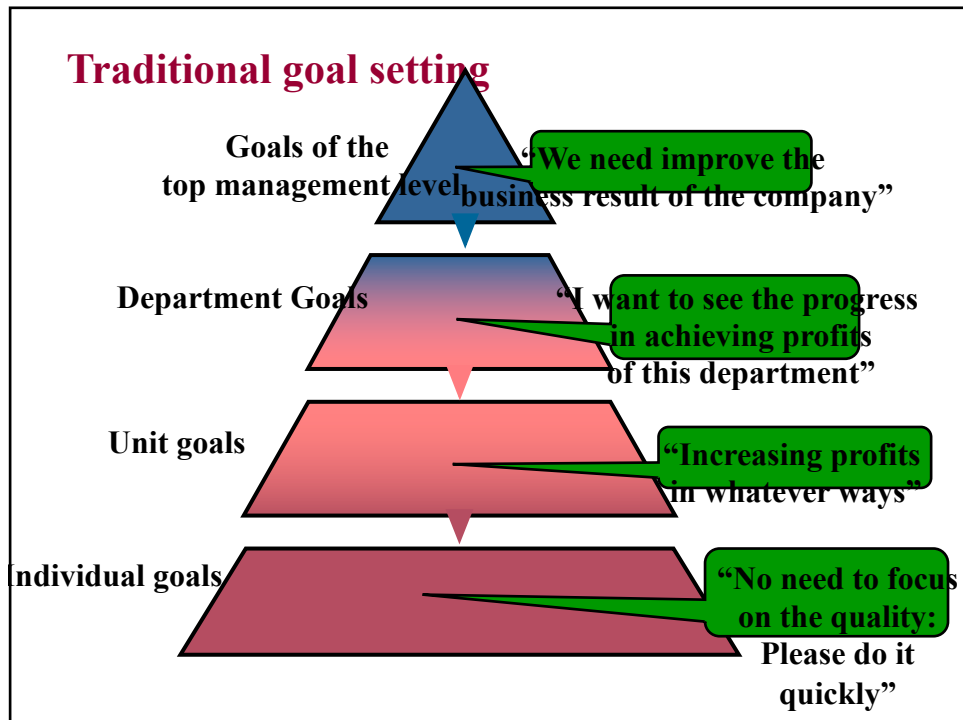 Traditional goal setting
Goals of the
top management level
“We need improve the
business result of the company”
Department Goals
“I want to see the progress
in achieving profits
of this department”
Unit goals
“Increasing profits
in whatever ways”
Individual goals
“No need to focus
on the quality:
Please do it
quickly”